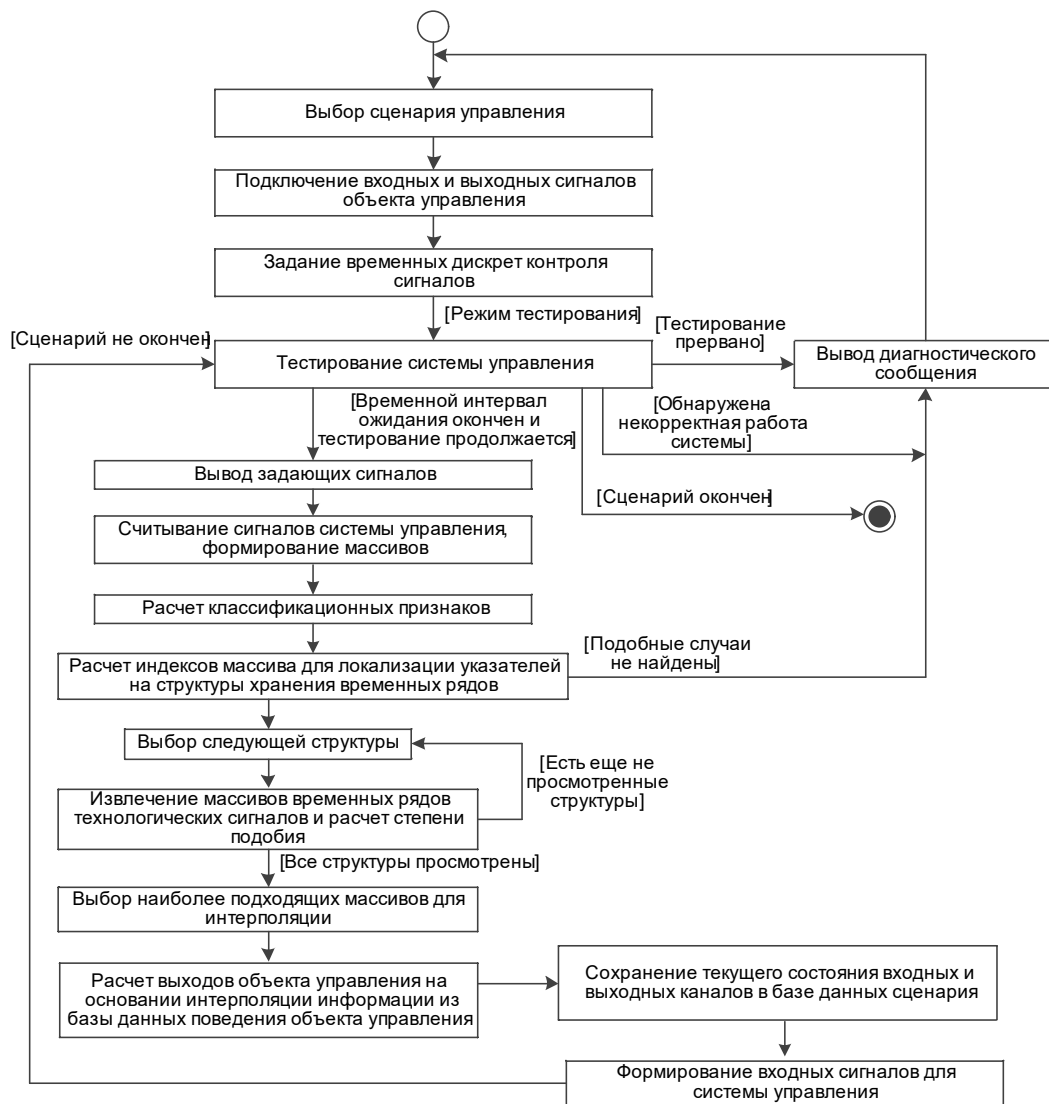 Выбор сценария управления
Подключение входных и выходных сигналов
объекта управления
Задание временных дискрет контроля
сигналов
[Режим тестирования]
[Сценарий не окончен]
[Тестирование
прервано]
Тестирование системы управления
Вывод диагностического
сообщения
[Временной интервал
ожидания окончен и
тестирование продолжается]
[Обнаружена
некорректная работа
системы]
Вывод задающих сигналов
[Сценарий окончен]
Считывание сигналов системы управления,
формирование массивов
Расчет классификационных признаков
[Подобные случаи
не найдены]
Расчет индексов массива для локализации указателей
на структуры хранения временных рядов
Выбор следующей структуры
[Есть еще не
просмотренные
структуры]
Извлечение массивов временных рядов
технологических сигналов и расчет степени
подобия
[Все структуры просмотрены]
Выбор наиболее подходящих массивов для
интерполяции
Расчет выходов объекта управления на
основании интерполяции информации из
базы данных поведения объекта управления
Сохранение текущего состояния входных и
выходных каналов в базе данных сценария
Формирование входных сигналов для
системы управления